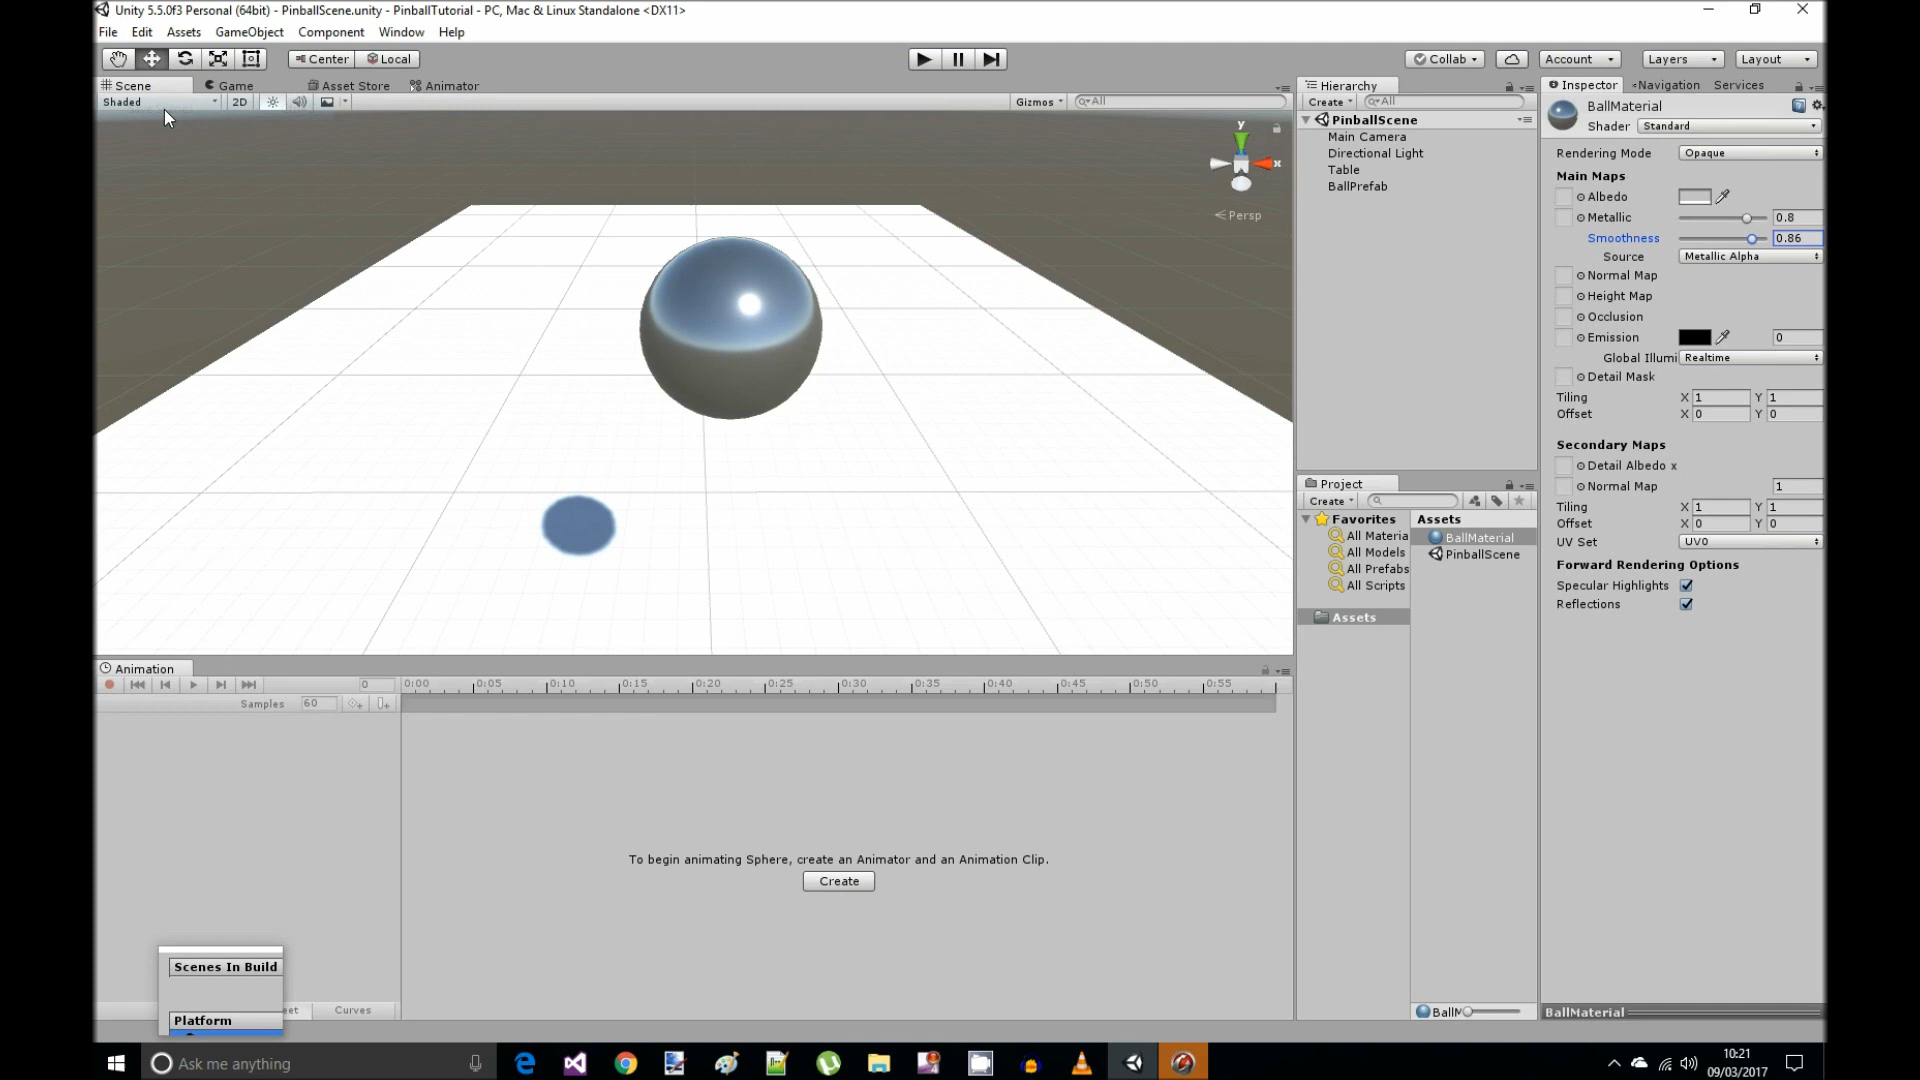 Unity 5.5.0f3 Personal (64bit) - PinballScene.unity - PinballTutorial - PC, Mac & Linux Standalone <DX11>
File Edit Assets GameObject Component Window Help
Center Local
Collab Account Layers Layout
Scene Game Asset Store Animator
Shaded 2D Gizmos All
y
x
Persp
Hierarchy
Create All
PinballScene
Main Camera
Directional Light
Table
BallPrefab
Project
Create
Favorites
All Materia
All Models
All Prefabs
All Scripts
Assets
Assets
BallMaterial
PinballScene
BallM
Inspector Navigation Services
BallMaterial
Shader Standard
Rendering Mode Opaque
Main Maps
Albedo
Metallic 0.8
Smoothness 0.86
Source Metallic Alpha
Normal Map
Height Map
Occlusion
Emission 0
Global Illumi Realtime
Detail Mask
Tiling X 1 Y 1
Offset X 0 Y 0
Secondary Maps
Detail Albedo x
Normal Map 1
Tiling X 1 Y 1
Offset X 0 Y 0
UV Set UV0
Forward Rendering Options
Specular Highlights
Reflections
BallMaterial
Animation
0 0:00 0:05 0:10 0:15 0:20 0:25 0:30 0:35 0:40 0:45 0:50 0:55
Samples 60
To begin animating Sphere, create an Animator and an Animation Clip.
Create
Scenes In Build
Platform
eet Curves
Ask me anything
10:21
09/03/2017